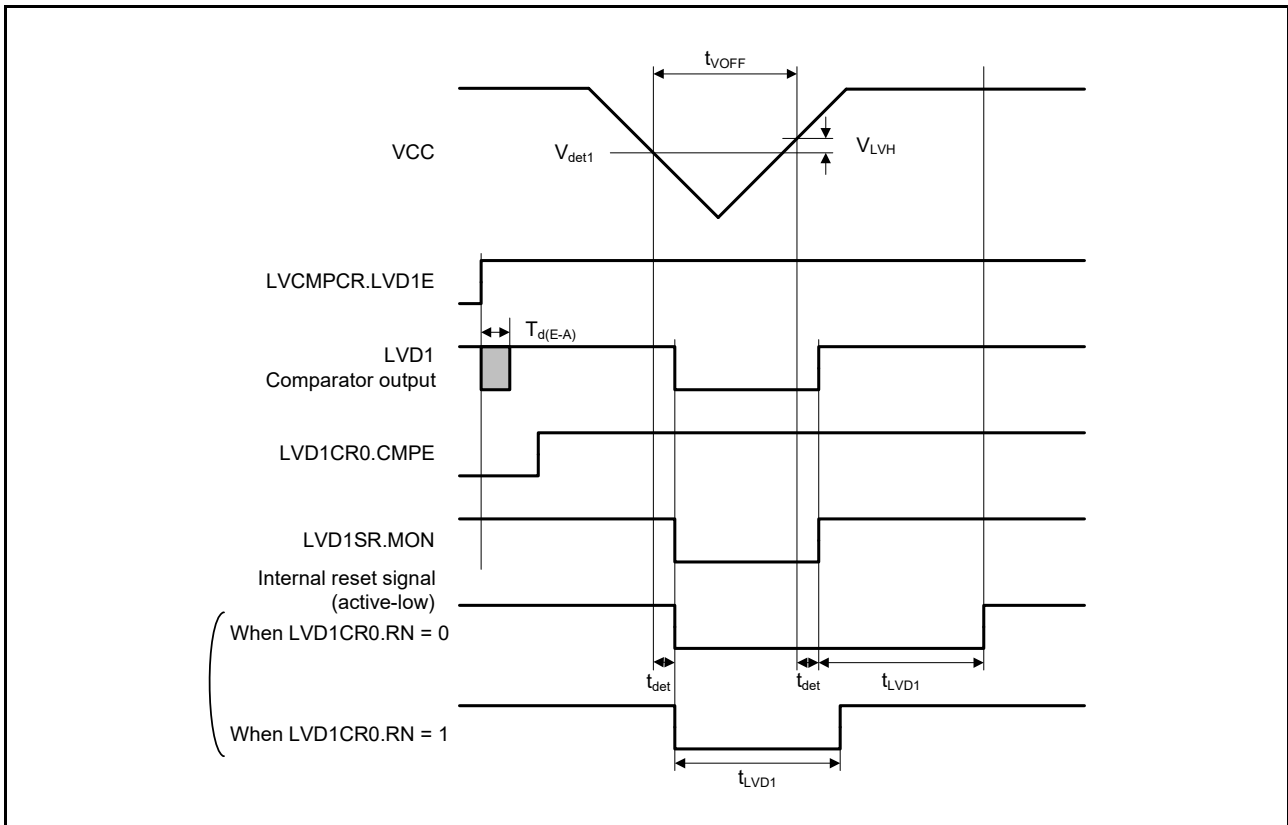 tVOFF
VCC
Vdet1
VLVH
LVCMPCR.LVD1E
Td(E-A)
LVD1
Comparator output
LVD1CR0.CMPE
LVD1SR.MON
Internal reset signal
(active-low)
When LVD1CR0.RN = 0
tdet
tdet
tLVD1
When LVD1CR0.RN = 1
tLVD1